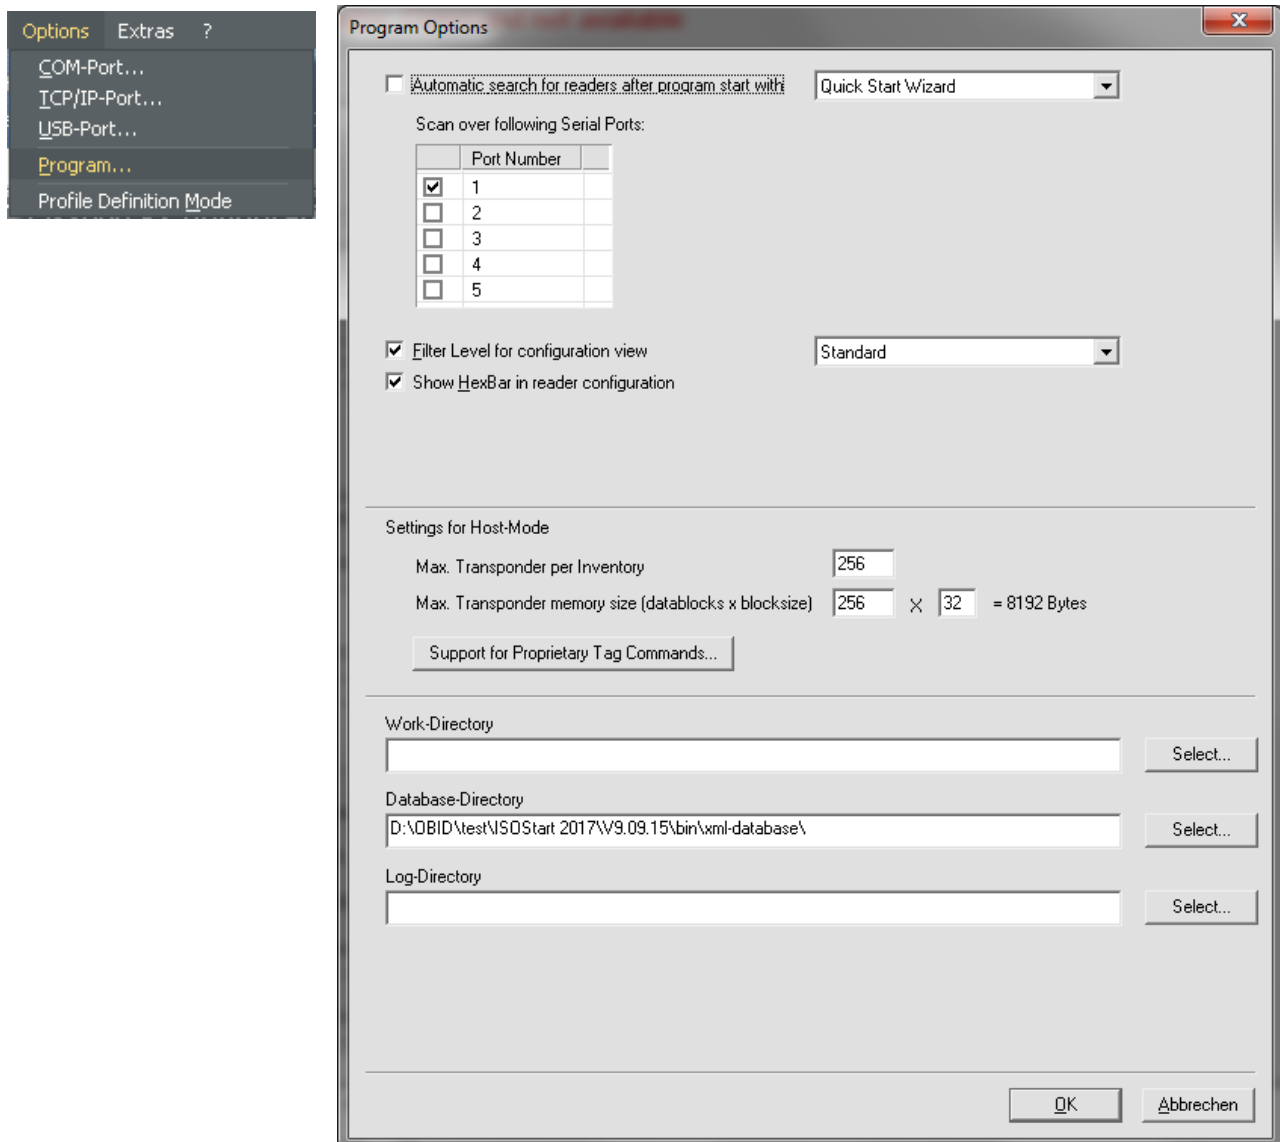 Options Extras ?
COM-Port...
TCP/IP-Port...
USB-Port...
Program...
Profile Definition Mode
Program Options
Automatic search for readers after program start with Quick Start Wizard
Scan over following Serial Ports:
Port Number
1
2
3
4
5
Filter Level for configuration view Standard
Show HexBar in reader configuration
Settings for Host-Mode
Max. Transponder per Inventory 256
Max. Transponder memory size (datablocks x blocksize) 256 X 32 = 8192 Bytes
Support for Proprietary Tag Commands...
Work-Directory
Select...
Database-Directory
D:\OBID\test\ISOStart 2017\V9.09.15\bin\xml-database\ Select...
Log-Directory
Select...
OK Abbrechen